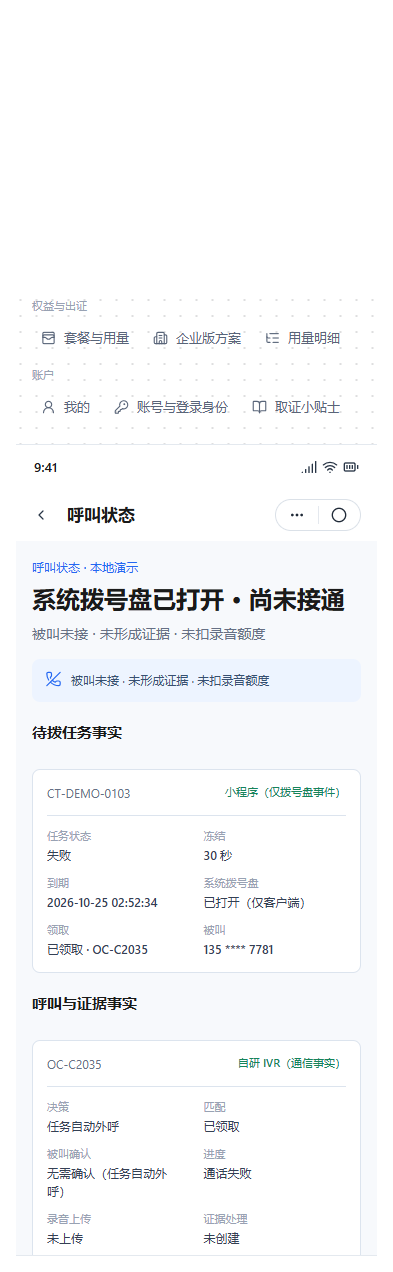 权益与出证
套餐与用量 企业版方案 用量明细
账户
我的 账号与登录身份 取证小贴士
9:41
呼叫状态
呼叫状态 · 本地演示
系统拨号盘已打开 · 尚未接通
被叫未接 · 未形成证据 · 未扣录音额度
被叫未接 · 未形成证据 · 未扣录音额度
待拨任务事实
CT-DEMO-0103 小程序（仅拨号盘事件）
任务状态 冻结
失败 30 秒
到期 系统拨号盘
2026-10-25 02:52:34 已打开（仅客户端）
领取 被叫
已领取 · OC-C2035 135 **** 7781
呼叫与证据事实
OC-C2035 自研 IVR（通信事实）
决策 匹配
任务自动外呼 已领取
被叫确认 进度
无需确认（任务自动外 通话失败
呼）
录音上传 证据处理
未上传 未创建